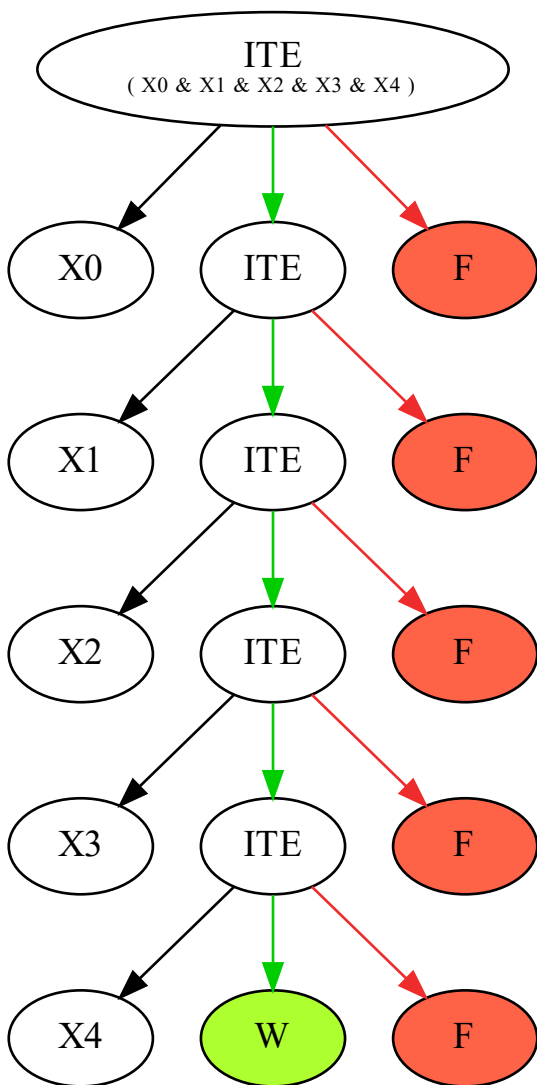 ITE
( X0 & X1 & X2 & X3 & X4 )
X0 ITE F
X1 ITE F
X2 ITE F
X3 ITE F
X4 W F